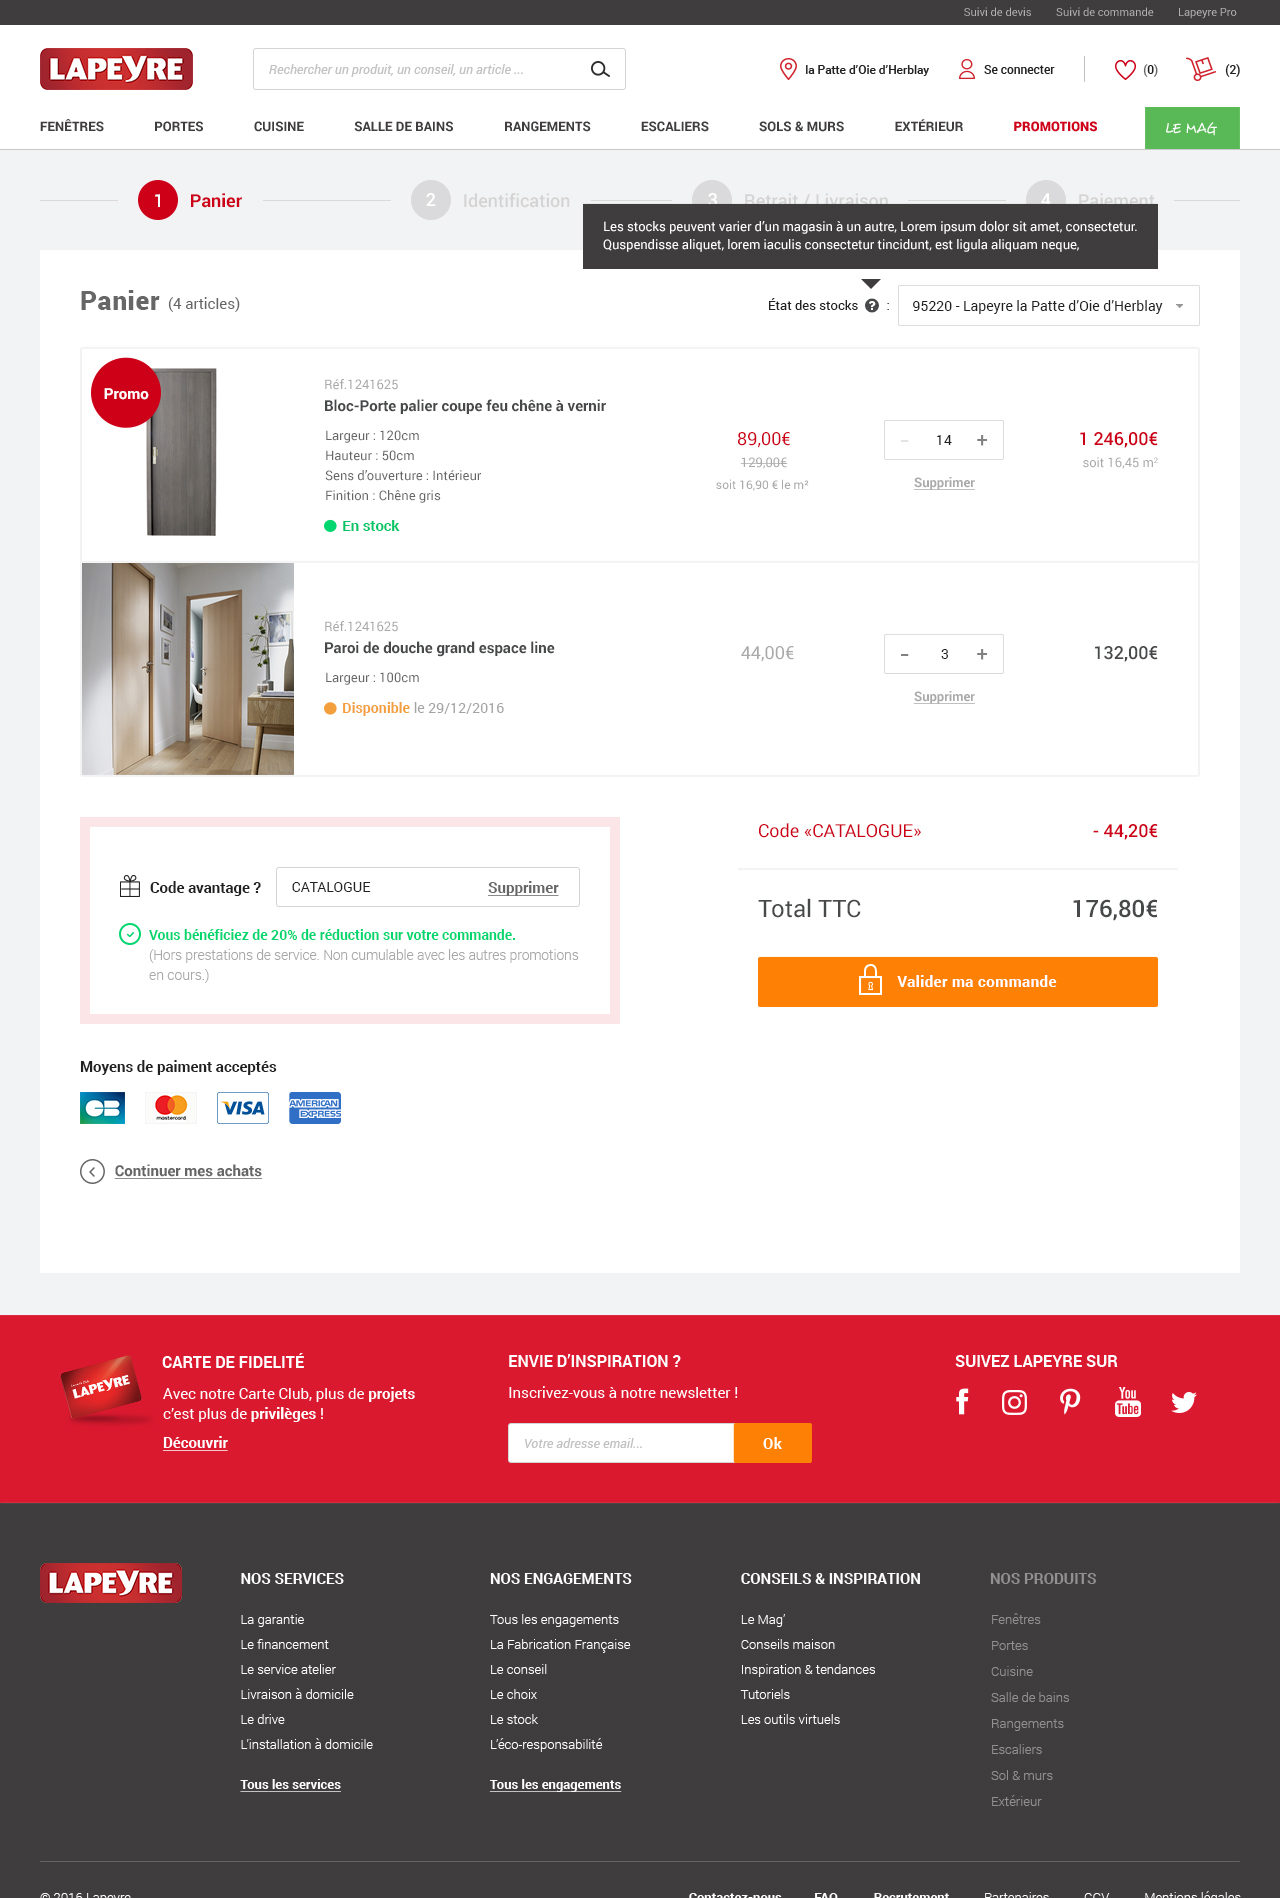 Suivi de devis Suivi de commande Lapeyre Pro
LAPEYRE
Rechercher un produit, un conseil, un article ...
la Patte d'Oie d'Herblay
Se connecter
(0)
(2)
FENÊTRES PORTES CUISINE SALLE DE BAINS RANGEMENTS ESCALIERS SOLS & MURS EXTÉRIEUR PROMOTIONS LE MAG
1 Panier 2 Identification 3 Retrait / Livraison 4 Paiement
Les stocks peuvent varier d'un magasin à un autre, Lorem ipsum dolor sit amet, consectetur.
Quspendisse aliquet, lorem iaculis consectetur tincidunt, est ligula aliquam neque,
Panier (4 articles)
État des stocks ? :
95220 - Lapeyre la Patte d'Oie d'Herblay
Promo
Réf.1241625
Bloc-Porte palier coupe feu chêne à vernir
Largeur : 120cm
Hauteur : 50cm
Sens d'ouverture : Intérieur
Finition : Chêne gris
En stock
89,00€
129,00€
soit 16,90 € le m²
- 14 +
Supprimer
1 246,00€
soit 16,45 m²
Réf.1241625
Paroi de douche grand espace line
Largeur : 100cm
Disponible le 29/12/2016
44,00€
- 3 +
Supprimer
132,00€
Code avantage ?
CATALOGUE
Supprimer
Vous bénéficiez de 20% de réduction sur votre commande.
(Hors prestations de service. Non cumulable avec les autres promotions
en cours.)
Code «CATALOGUE» - 44,20€
Total TTC 176,80€
Valider ma commande
Moyens de paiment acceptés
CB
mastercard
VISA
AMERICAN
EXPRESS
Continuer mes achats
LAPEYRE
CARTE DE FIDELITÉ
Avec notre Carte Club, plus de projets
c'est plus de privilèges !
Découvrir
ENVIE D'INSPIRATION ?
Inscrivez-vous à notre newsletter !
Votre adresse email...
Ok
SUIVEZ LAPEYRE SUR
You
Tube
LAPEYRE
NOS SERVICES
La garantie
Le financement
Le service atelier
Livraison à domicile
Le drive
L'installation à domicile
Tous les services
NOS ENGAGEMENTS
Tous les engagements
La Fabrication Française
Le conseil
Le choix
Le stock
L'éco-responsabilité
Tous les engagements
CONSEILS & INSPIRATION
Le Mag'
Conseils maison
Inspiration & tendances
Tutoriels
Les outils virtuels
NOS PRODUITS
Fenêtres
Portes
Cuisine
Salle de bains
Rangements
Escaliers
Sol & murs
Extérieur
© 2016 Lapeyre
Contactez-nous FAQ Recrutement Partenaires CGV Mentions légales